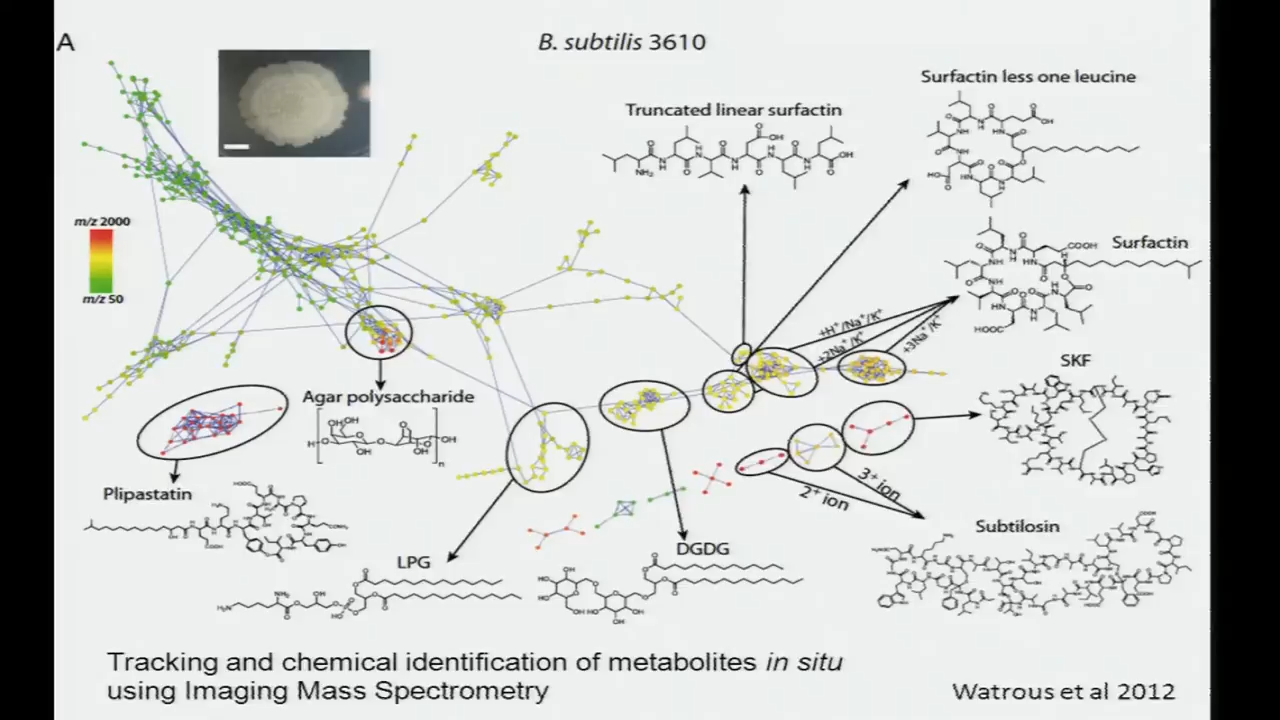 A
B. subtilis 3610
Surfactin less one leucine
Truncated linear surfactin
m/z 2000
m/z 50
Surfactin
+H⁺/Na⁺/K⁺
+2Na⁺/K⁺
+3Na⁺/K⁺
SKF
Agar polysaccharide
Plipastatin
3⁺ ion
2⁺ ion
Subtilosin
LPG
DGDG
Tracking and chemical identification of metabolites in situ
using Imaging Mass Spectrometry
Watrous et al 2012